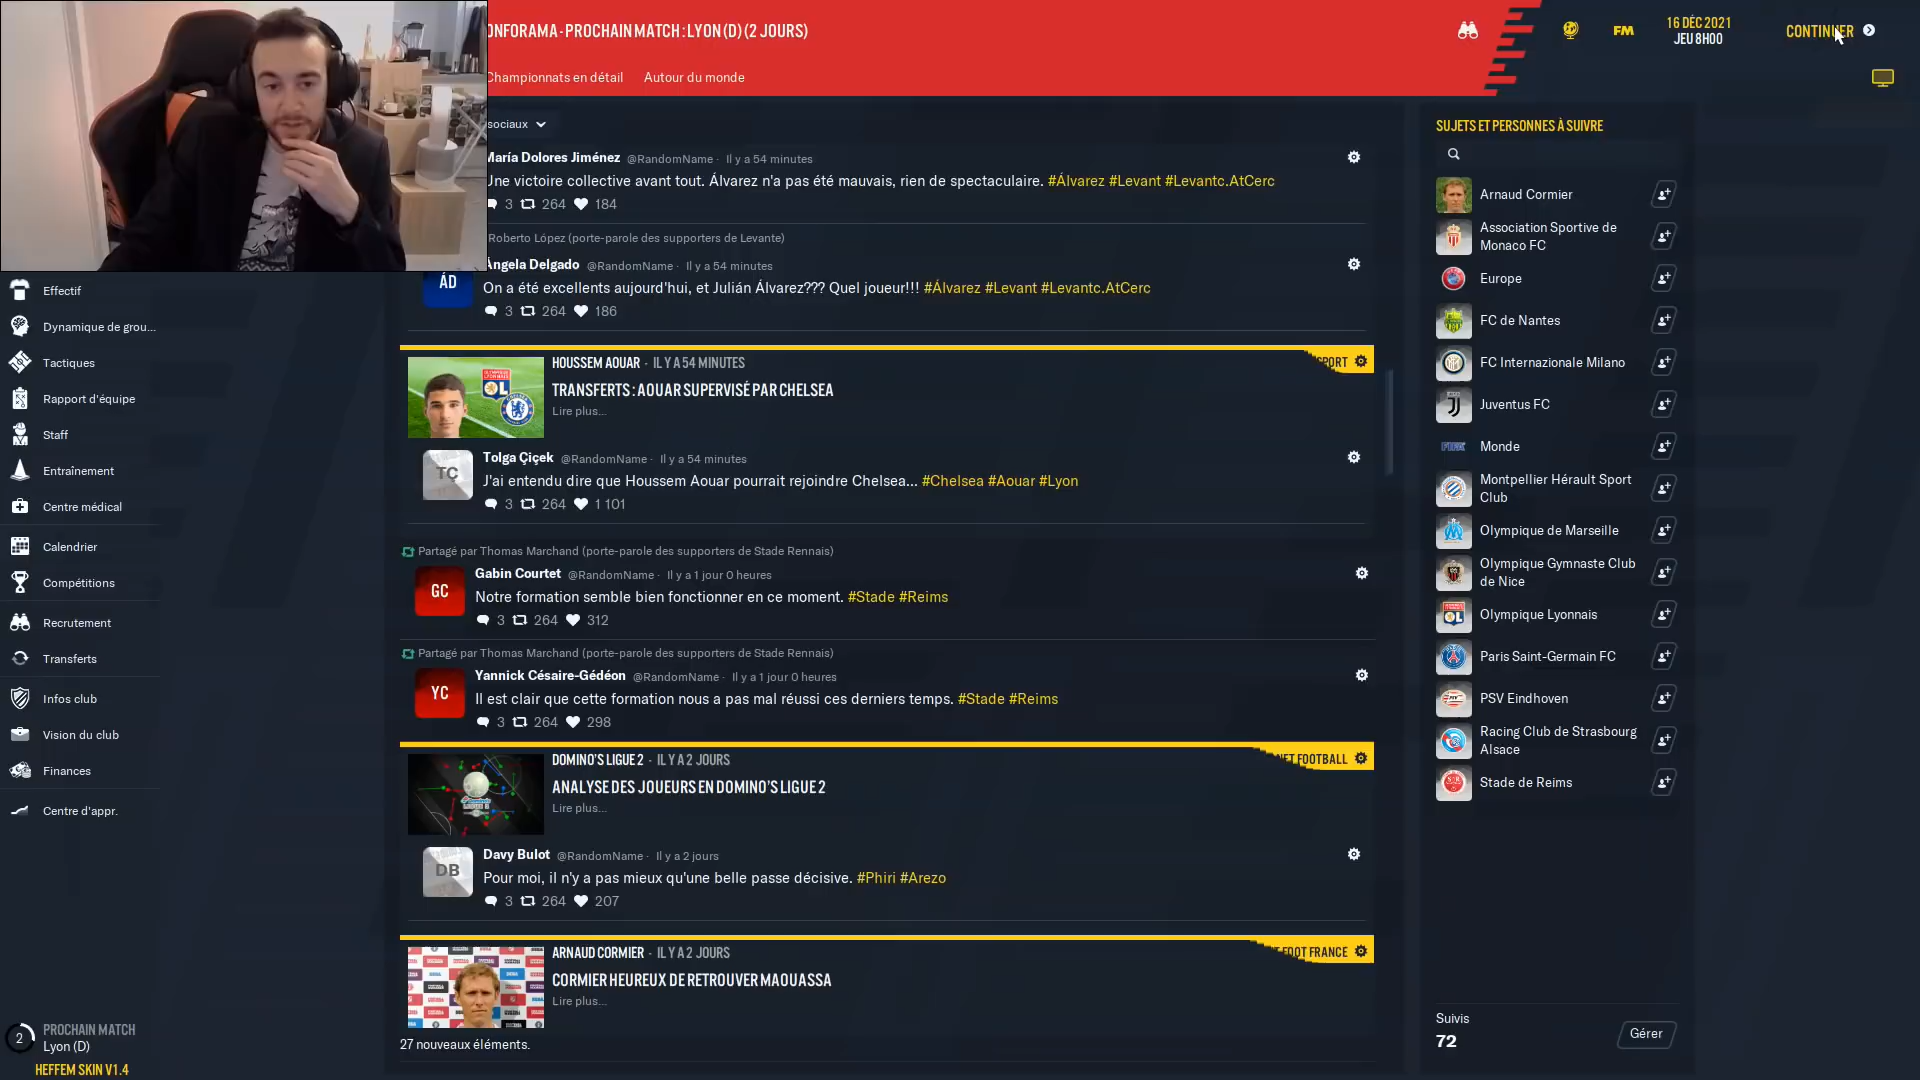 ONFORAMA - PROCHAIN MATCH : LYON (D) (2 JOURS)
16 DÉC 2021
JEU 8H00
CONTINUER
FM
Championnats en détail
Autour du monde
sociaux
María Dolores Jiménez @RandomName · Il y a 54 minutes
Une victoire collective avant tout. Álvarez n'a pas été mauvais, rien de spectaculaire. #Álvarez #Levant #Levantc.AtCerc
3 264 184
Roberto López (porte-parole des supporters de Levante)
ÁD
Ángela Delgado @RandomName · Il y a 54 minutes
On a été excellents aujourd'hui, et Julián Álvarez??? Quel joueur!!! #Álvarez #Levant #Levantc.AtCerc
3 264 186
HOUSSEM AOUAR - IL Y A 54 MINUTES
SPORT
TRANSFERTS : AOUAR SUPERVISÉ PAR CHELSEA
Lire plus...
TÇ
Tolga Çiçek @RandomName · Il y a 54 minutes
J'ai entendu dire que Houssem Aouar pourrait rejoindre Chelsea... #Chelsea #Aouar #Lyon
3 264 1 101
Partagé par Thomas Marchand (porte-parole des supporters de Stade Rennais)
GC
Gabin Courtet @RandomName · Il y a 1 jour 0 heures
Notre formation semble bien fonctionner en ce moment. #Stade #Reims
3 264 312
Partagé par Thomas Marchand (porte-parole des supporters de Stade Rennais)
YC
Yannick Césaire-Gédéon @RandomName · Il y a 1 jour 0 heures
Il est clair que cette formation nous a pas mal réussi ces derniers temps. #Stade #Reims
3 264 298
DOMINO'S LIGUE 2 - IL Y A 2 JOURS
ET FOOTBALL
ANALYSE DES JOUEURS EN DOMINO'S LIGUE 2
Lire plus...
DB
Davy Bulot @RandomName · Il y a 2 jours
Pour moi, il n'y a pas mieux qu'une belle passe décisive. #Phiri #Arezo
3 264 207
ARNAUD CORMIER - IL Y A 2 JOURS
T FOOT FRANCE
CORMIER HEUREUX DE RETROUVER MAOUASSA
Lire plus...
27 nouveaux éléments.
Effectif
Dynamique de grou...
Tactiques
Rapport d'équipe
Staff
Entraînement
Centre médical
Calendrier
Compétitions
Recrutement
Transferts
Infos club
Vision du club
Finances
Centre d'appr.
2
PROCHAIN MATCH
Lyon (D)
HEFFEM SKIN V1.4
SUJETS ET PERSONNES À SUIVRE
Arnaud Cormier
Association Sportive de
Monaco FC
Europe
FC de Nantes
FC Internazionale Milano
Juventus FC
Monde
Montpellier Hérault Sport
Club
Olympique de Marseille
Olympique Gymnaste Club
de Nice
Olympique Lyonnais
Paris Saint-Germain FC
PSV Eindhoven
Racing Club de Strasbourg
Alsace
Stade de Reims
Suivis
72
Gérer